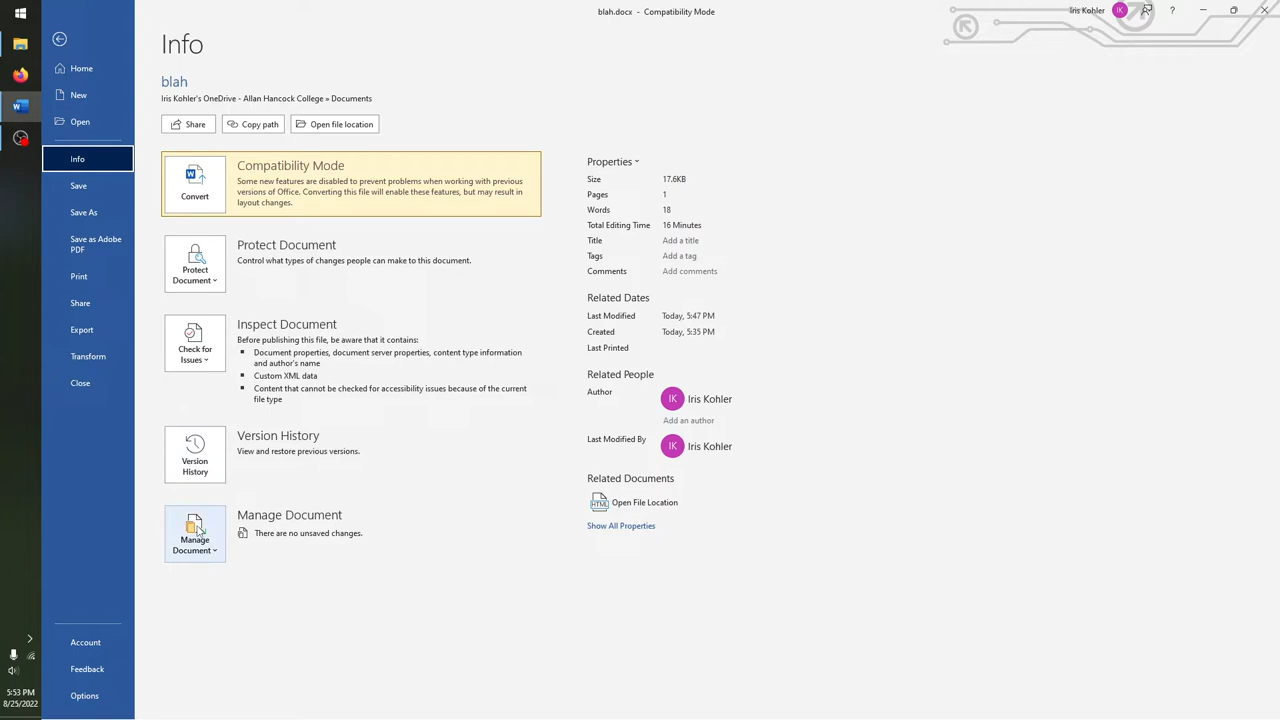 blah.docx - Compatibility Mode
Iris Kohler
IK
?
Info
blah
Iris Kohler's OneDrive - Allan Hancock College » Documents
Share
Copy path
Open file location
Home
New
Open
Info
Save
Save As
Save as Adobe
PDF
Print
Share
Export
Transform
Close
Account
Feedback
Options
Convert
Compatibility Mode
Some new features are disabled to prevent problems when working with previous
versions of Office. Converting this file will enable these features, but may result in
layout changes.
Protect
Document
Protect Document
Control what types of changes people can make to this document.
Check for
Issues
Inspect Document
Before publishing this file, be aware that it contains:
Document properties, document server properties, content type information
and author's name
Custom XML data
Content that cannot be checked for accessibility issues because of the current
file type
Version
History
Version History
View and restore previous versions.
Manage
Document
Manage Document
There are no unsaved changes.
Properties
Size 17.6KB
Pages 1
Words 18
Total Editing Time 16 Minutes
Title Add a title
Tags Add a tag
Comments Add comments
Related Dates
Last Modified Today, 5:47 PM
Created Today, 5:35 PM
Last Printed
Related People
Author IK Iris Kohler
Add an author
Last Modified By IK Iris Kohler
Related Documents
HTML Open File Location
Show All Properties
5:53 PM
8/25/2022